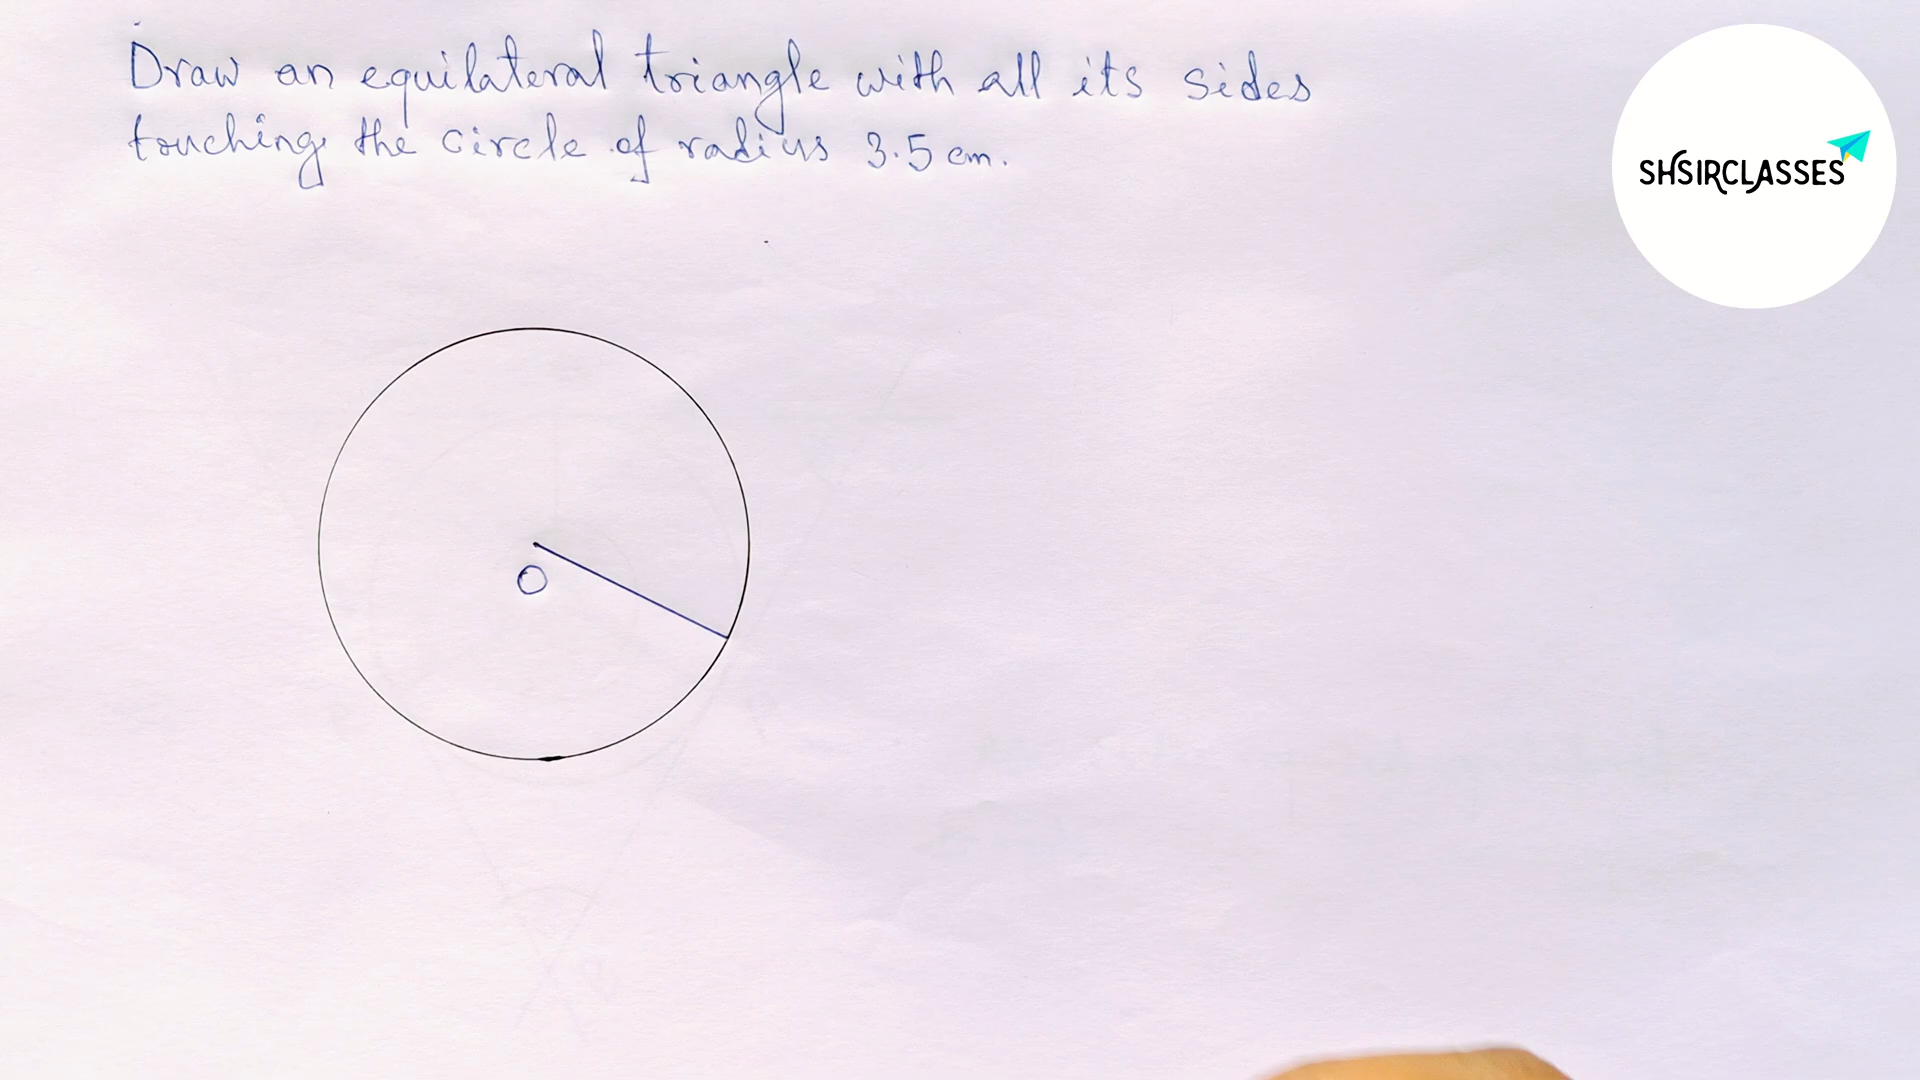 Draw an equilateral triangle with all its sides
touching the circle of radius 3.5 cm.
SHSIRCLASSES
O